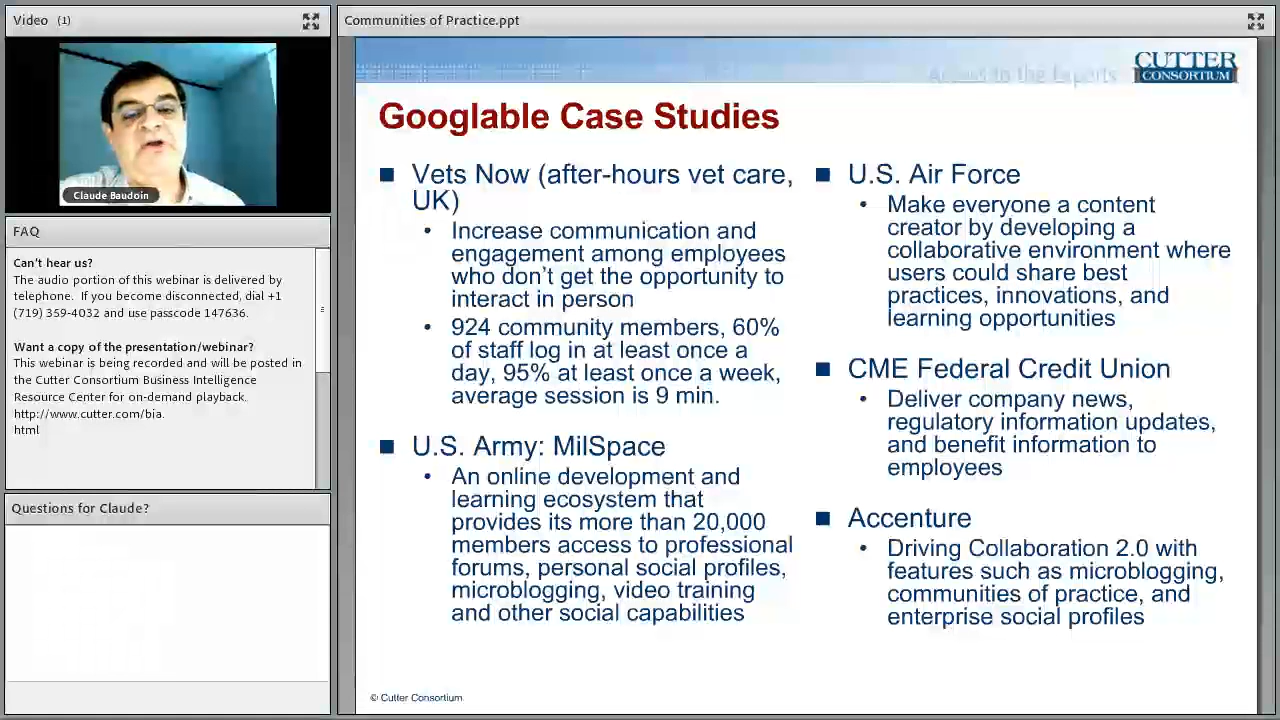 Video (1)
Claude Baudoin
FAQ
Can't hear us?
The audio portion of this webinar is delivered by
telephone. If you become disconnected, dial +1
(719) 359-4032 and use passcode 147636.
Want a copy of the presentation/webinar?
This webinar is being recorded and will be posted in
the Cutter Consortium Business Intelligence
Resource Center for on-demand playback.
http://www.cutter.com/bia.
html
Questions for Claude?
Communities of Practice.ppt
Access to the Experts
CUTTER
CONSORTIUM
Googlable Case Studies
Vets Now (after-hours vet care,
UK)
• Increase communication and
engagement among employees
who don’t get the opportunity to
interact in person
• 924 community members, 60%
of staff log in at least once a
day, 95% at least once a week,
average session is 9 min.
U.S. Army: MilSpace
• An online development and
learning ecosystem that
provides its more than 20,000
members access to professional
forums, personal social profiles,
microblogging, video training
and other social capabilities
U.S. Air Force
• Make everyone a content
creator by developing a
collaborative environment where
users could share best
practices, innovations, and
learning opportunities
CME Federal Credit Union
• Deliver company news,
regulatory information updates,
and benefit information to
employees
Accenture
• Driving Collaboration 2.0 with
features such as microblogging,
communities of practice, and
enterprise social profiles
© Cutter Consortium